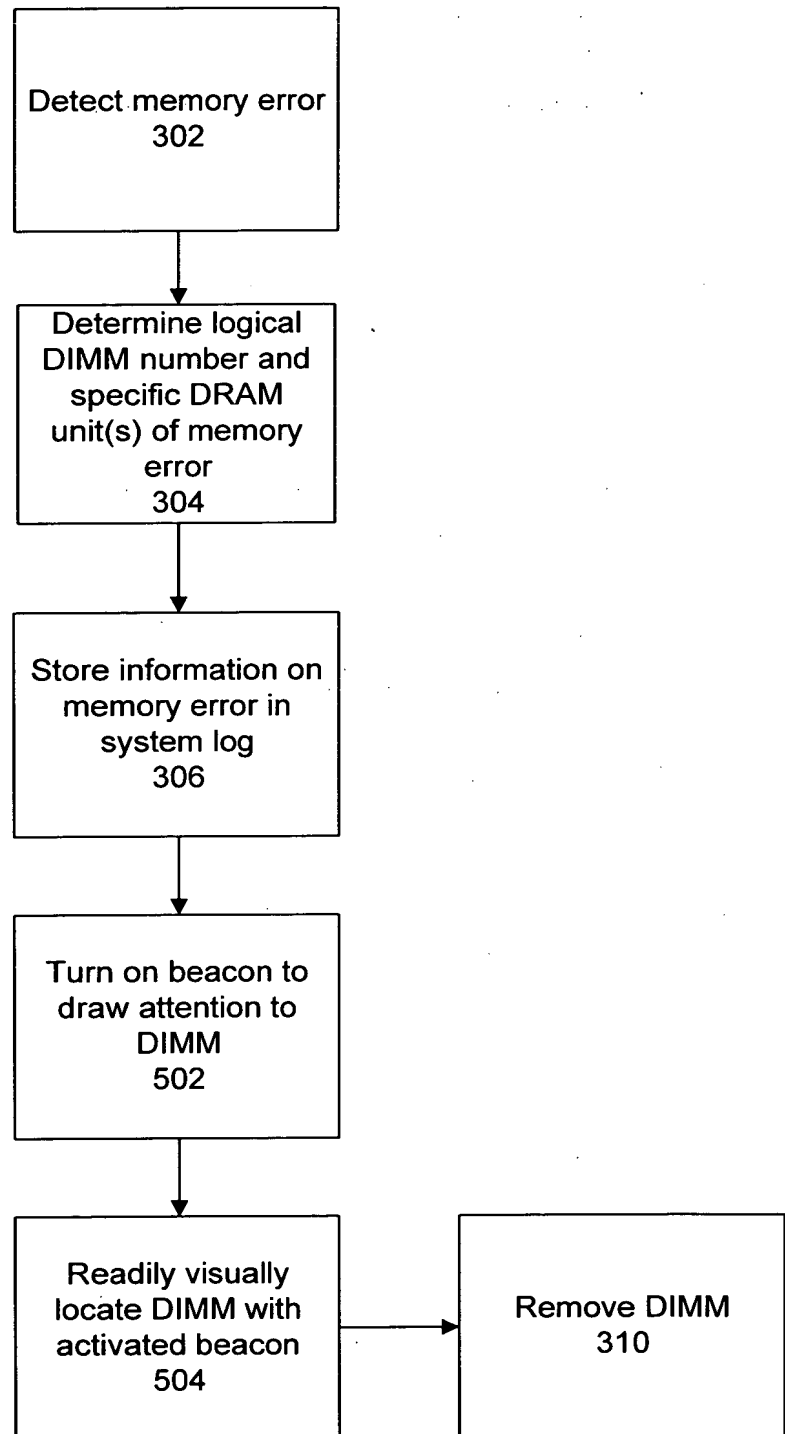 Detect memory error
302
Determine logical
DIMM number and
specific DRAM
unit(s) of memory
error
304
Store information on
memory error in
system log
306
Turn on beacon to
draw attention to
DIMM
502
Readily visually
locate DIMM with
activated beacon
504
Remove DIMM
310